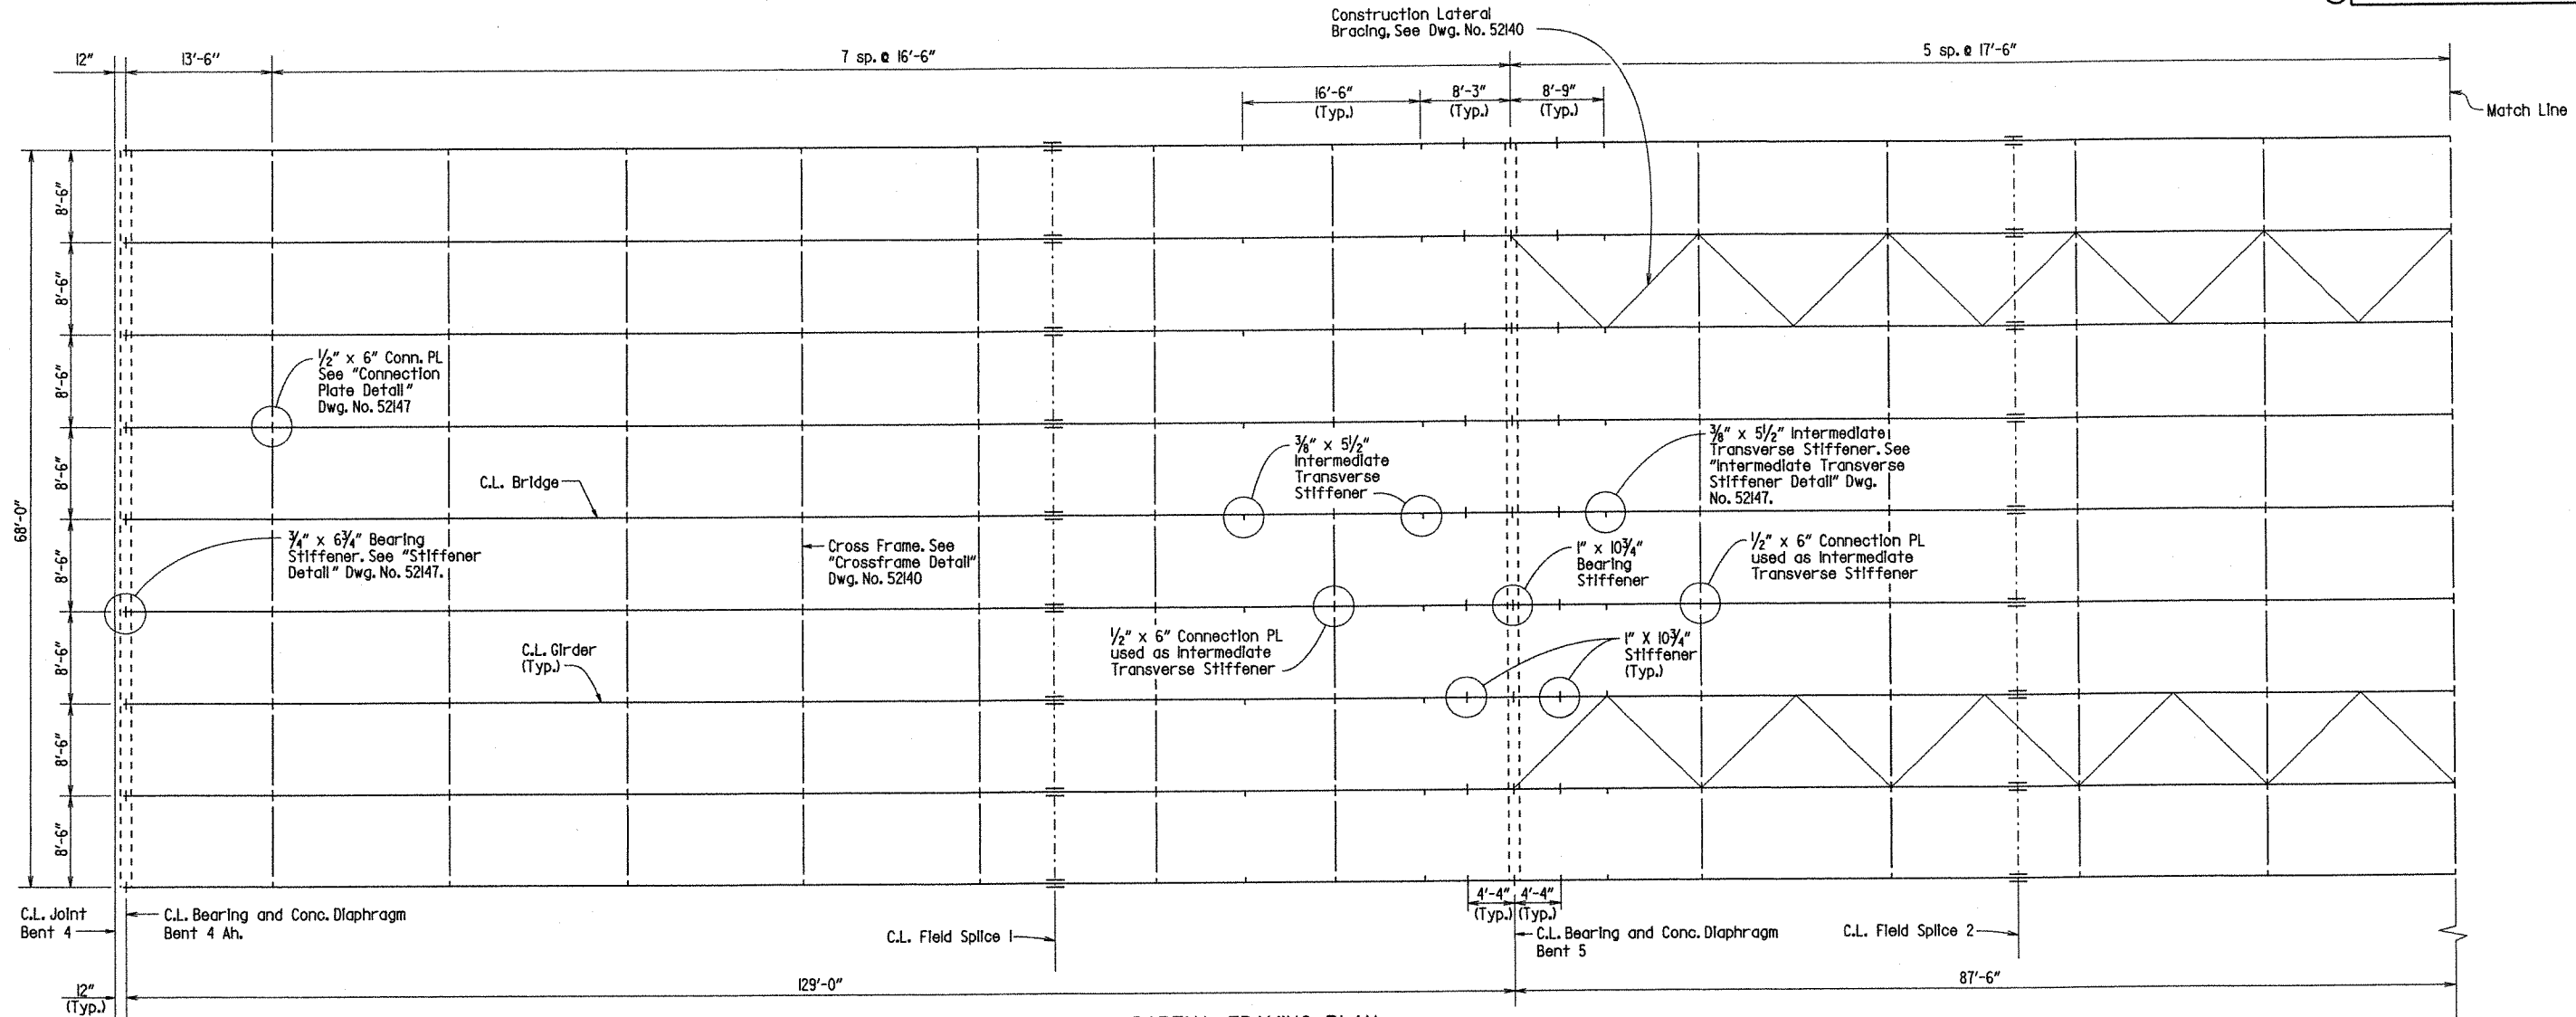 Construction Lateral
Bracing, See Dwg. No. 52140
12"
13'-6"
7 sp. @ 16'-6"
5 sp. @ 17'-6"
16'-6"
(Typ.)
8'-3"
(Typ.)
8'-9"
(Typ.)
Match Line
8'-6"
8'-6"
8'-6"
8'-6"
8'-6"
8'-6"
8'-6"
8'-6"
68'-0"
1/2" x 6" Conn. PL
See "Connection
Plate Detail"
Dwg. No. 52147
C.L. Bridge
3/8" x 5 1/2"
Intermediate
Transverse
Stiffener
3/8" x 5 1/2" Intermediate
Transverse Stiffener. See
"Intermediate Transverse
Stiffener Detail" Dwg.
No. 52147.
3/4" x 6 3/4" Bearing
Stiffener. See "Stiffener
Detail" Dwg. No. 52147.
Cross Frame. See
"Crossframe Detail"
Dwg. No. 52140
1" x 10 3/4"
Bearing
Stiffener
1/2" x 6" Connection PL
used as Intermediate
Transverse Stiffener
C.L. Girder
(Typ.)
1/2" x 6" Connection PL
used as Intermediate
Transverse Stiffener
1" X 10 3/4"
Stiffener
(Typ.)
4'-4"
(Typ.)
4'-4"
(Typ.)
C.L. Joint
Bent 4
C.L. Bearing and Conc. Diaphragm
Bent 4 Ah.
C.L. Field Splice 1
C.L. Bearing and Conc. Diaphragm
Bent 5
C.L. Field Splice 2
12"
(Typ.)
129'-0"
87'-6"